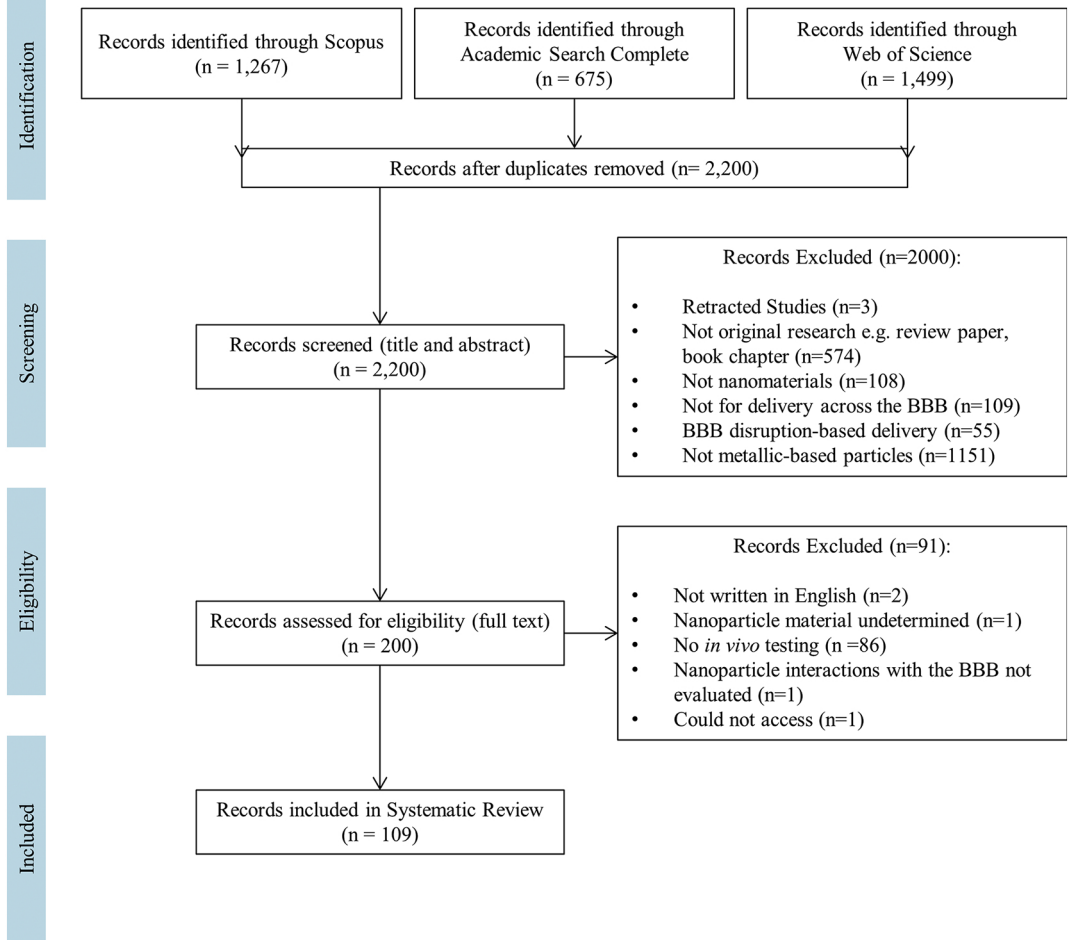 Identification
Records identified through Scopus
(n = 1,267)
Records identified through
Academic Search Complete
(n = 675)
Records identified through
Web of Science
(n = 1,499)
Records after duplicates removed (n= 2,200)
Screening
Records screened (title and abstract)
(n = 2,200)
Records Excluded (n=2000):
• Retracted Studies (n=3)
• Not original research e.g. review paper,
book chapter (n=574)
• Not nanomaterials (n=108)
• Not for delivery across the BBB (n=109)
• BBB disruption-based delivery (n=55)
• Not metallic-based particles (n=1151)
Eligibility
Records assessed for eligibility (full text)
(n = 200)
Records Excluded (n=91):
• Not written in English (n=2)
• Nanoparticle material undetermined (n=1)
• No in vivo testing (n =86)
• Nanoparticle interactions with the BBB not
evaluated (n=1)
• Could not access (n=1)
Included
Records included in Systematic Review
(n = 109)